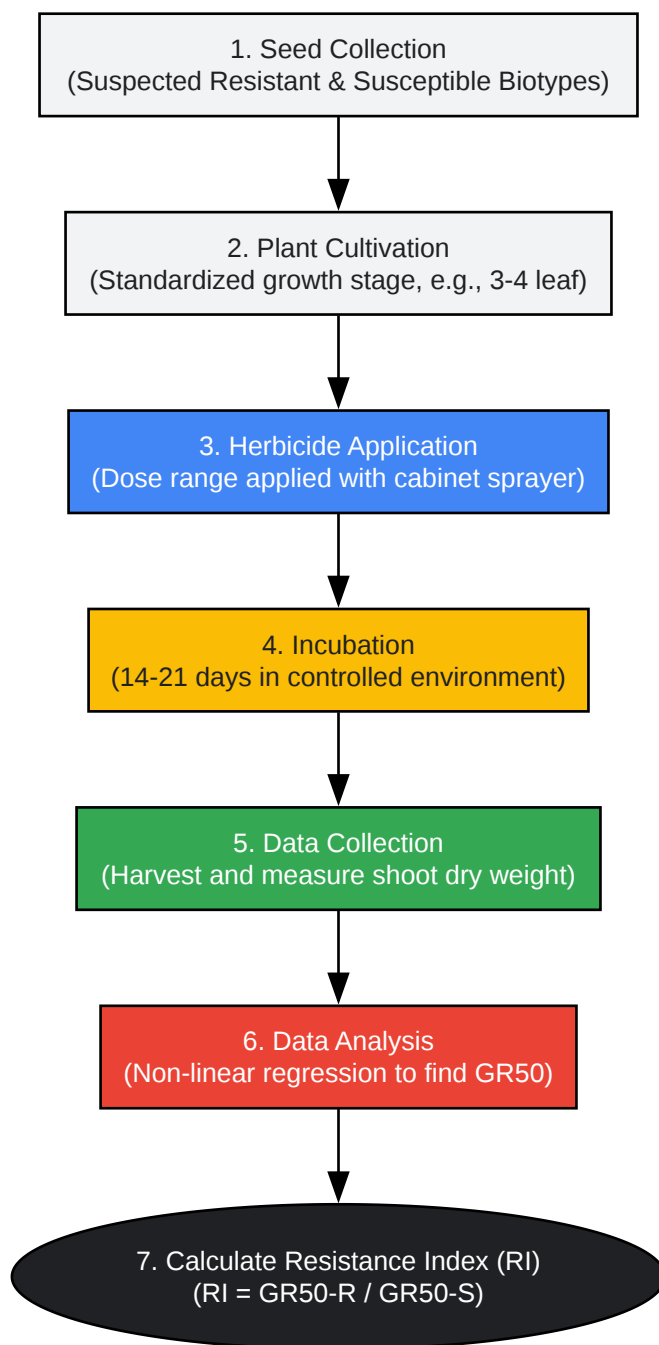 1. Seed Collection
(Suspected Resistant & Susceptible Biotypes)
2. Plant Cultivation
(Standardized growth stage, e.g., 3-4 leaf)
3. Herbicide Application
(Dose range applied with cabinet sprayer)
4. Incubation
(14-21 days in controlled environment)
5. Data Collection
(Harvest and measure shoot dry weight)
6. Data Analysis
(Non-linear regression to find GR50)
7. Calculate Resistance Index (RI)
(RI = GR50-R / GR50-S)